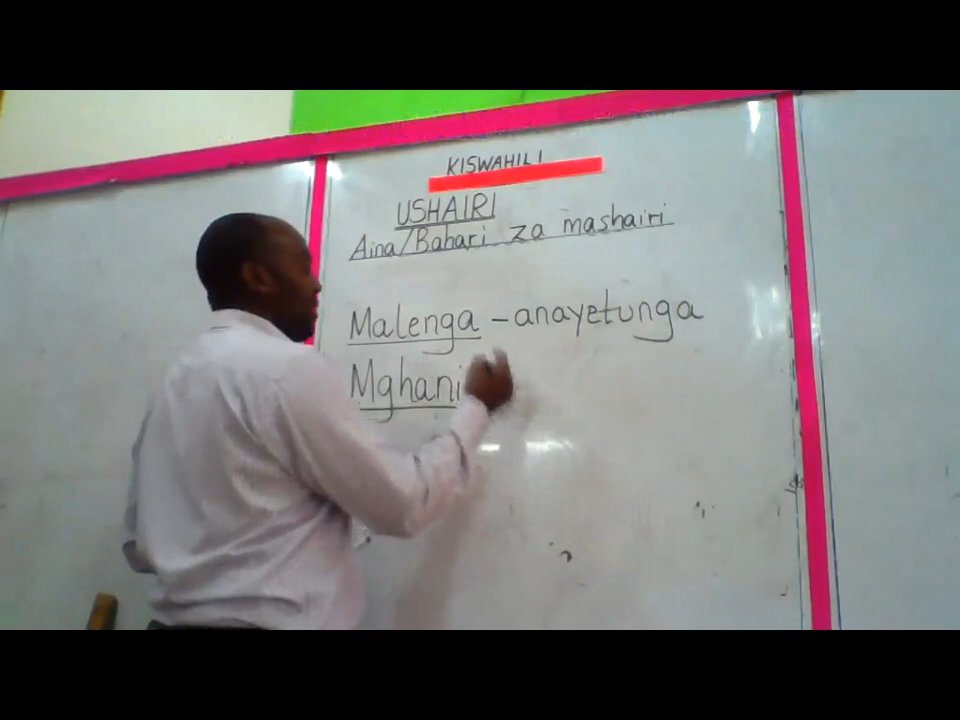 KISWAHILI
USHAIRI
Aina/Bahari za mashairi
Malenga - anayetunga
Mghani